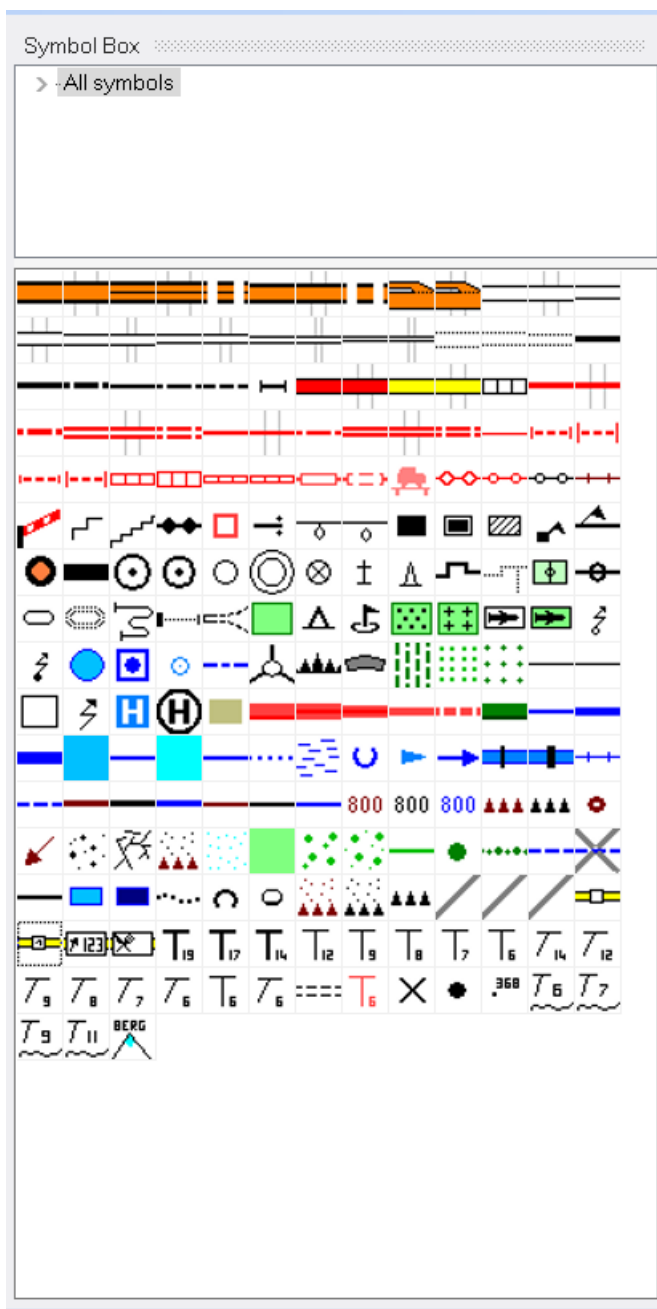 Symbol Box
All symbols
H H
800 800 800
123 T19 T17 T14 T12 T9 T8 T7 T6 T14 T12
T9 T8 T7 T6 T6 T6 T6 .368 T6 T7
T9 T11 BERG